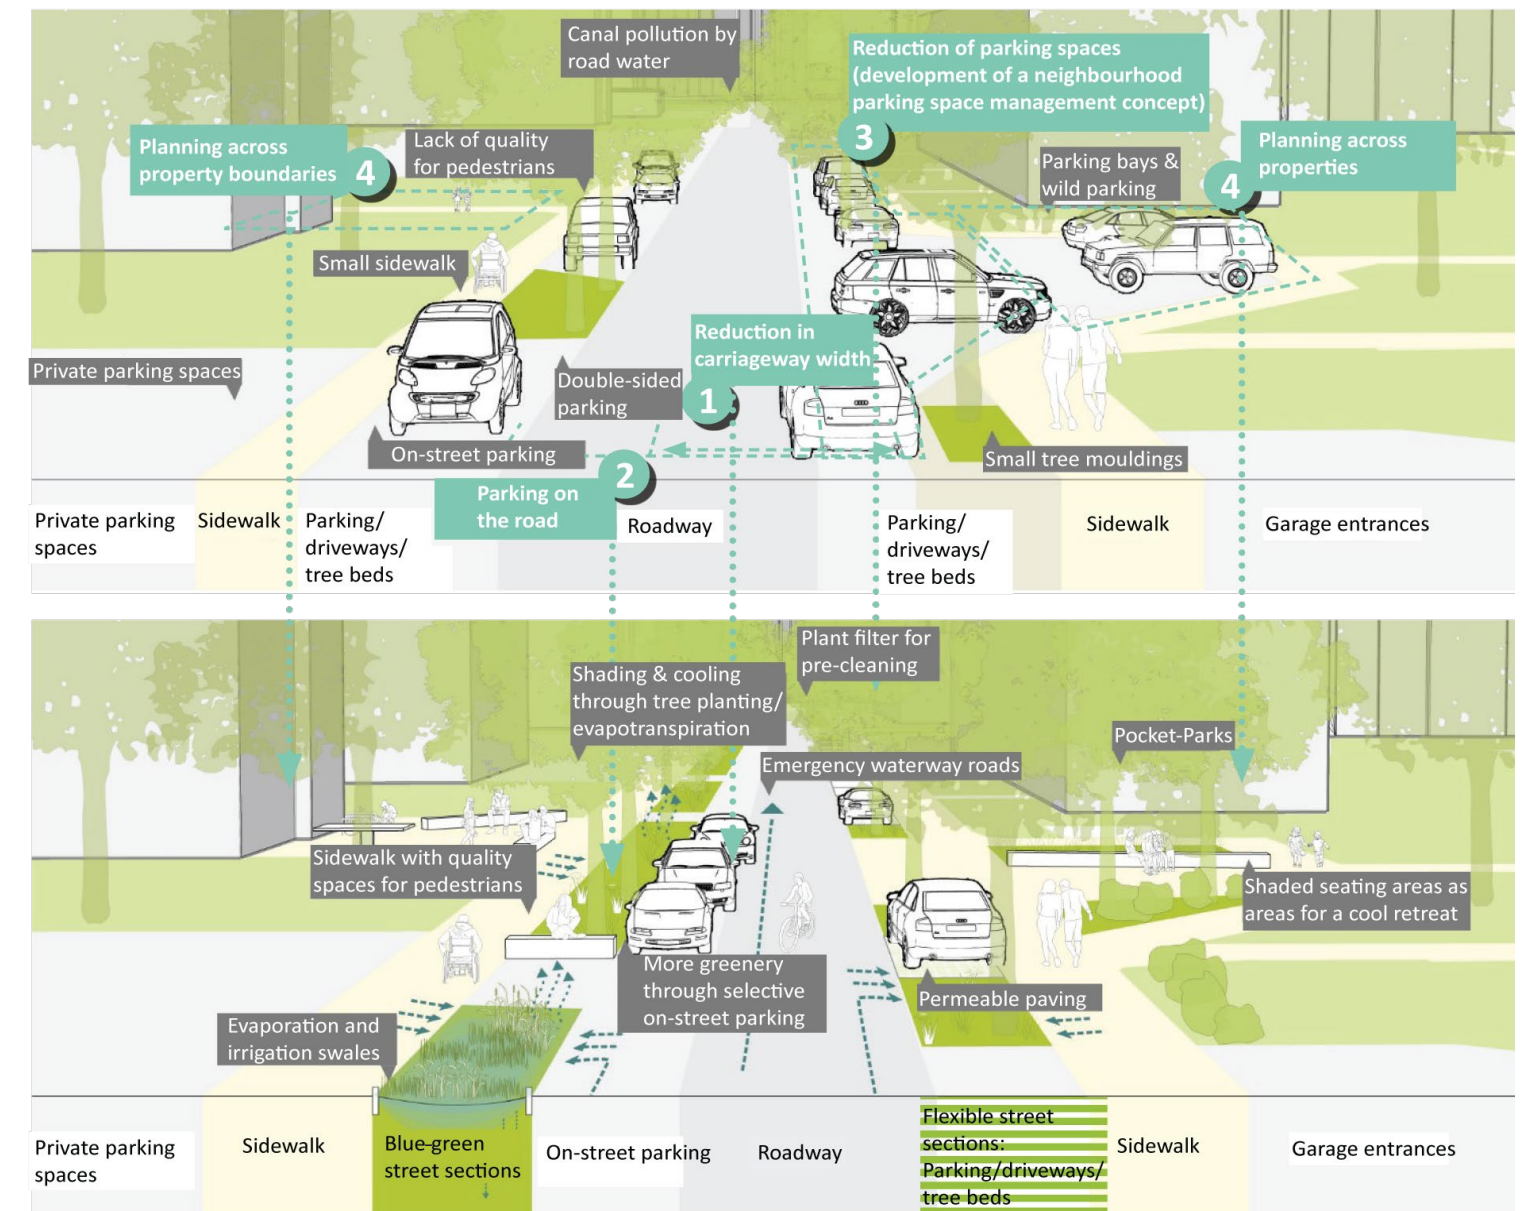 Canal pollution by
road water
Reduction of parking spaces
(development of a neighbourhood
parking space management concept)
3
Planning across
property boundaries
4
Lack of quality
for pedestrians
Parking bays &
wild parking
4
Planning across
properties
Small sidewalk
Private parking spaces
Reduction in
carriageway width
1
Double-sided
parking
On-street parking
Small tree mouldings
2
Parking on
the road
Private parking
spaces
Sidewalk
Parking/
driveways/
tree beds
Roadway
Parking/
driveways/
tree beds
Sidewalk
Garage entrances
Plant filter for
pre-cleaning
Shading & cooling
through tree planting/
evapotranspiration
Emergency waterway roads
Pocket-Parks
Sidewalk with quality
spaces for pedestrians
Shaded seating areas as
areas for a cool retreat
More greenery
through selective
on-street parking
Permeable paving
Evaporation and
irrigation swales
Private parking
spaces
Sidewalk
Blue-green
street sections
On-street parking
Roadway
Flexible street
sections:
Parking/driveways/
tree beds
Sidewalk
Garage entrances